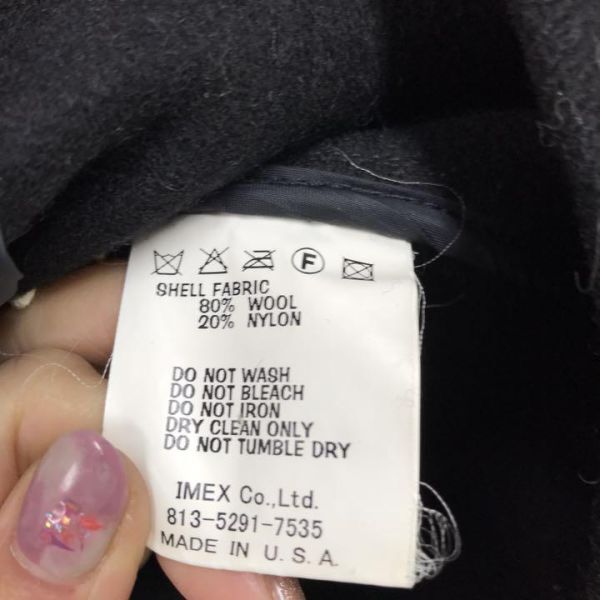 F
SHELL FABRIC
80% WOOL
20% NYLON
DO NOT WASH
DO NOT BLEACH
DO NOT IRON
DRY CLEAN ONLY
DO NOT TUMBLE DRY
IMEX Co.,Ltd.
813-5291-7535
MADE IN U.S.A.